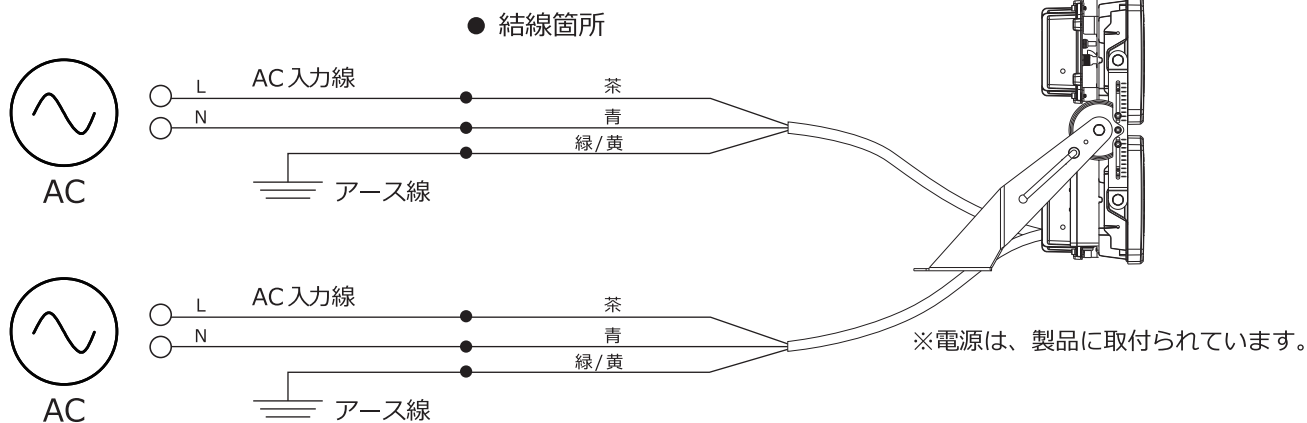 ● 結線箇所
L
AC入力線
茶
N
青
緑/黄
アース線
AC
L
AC入力線
茶
N
青
緑/黄
アース線
AC
※電源は、製品に取付られています。